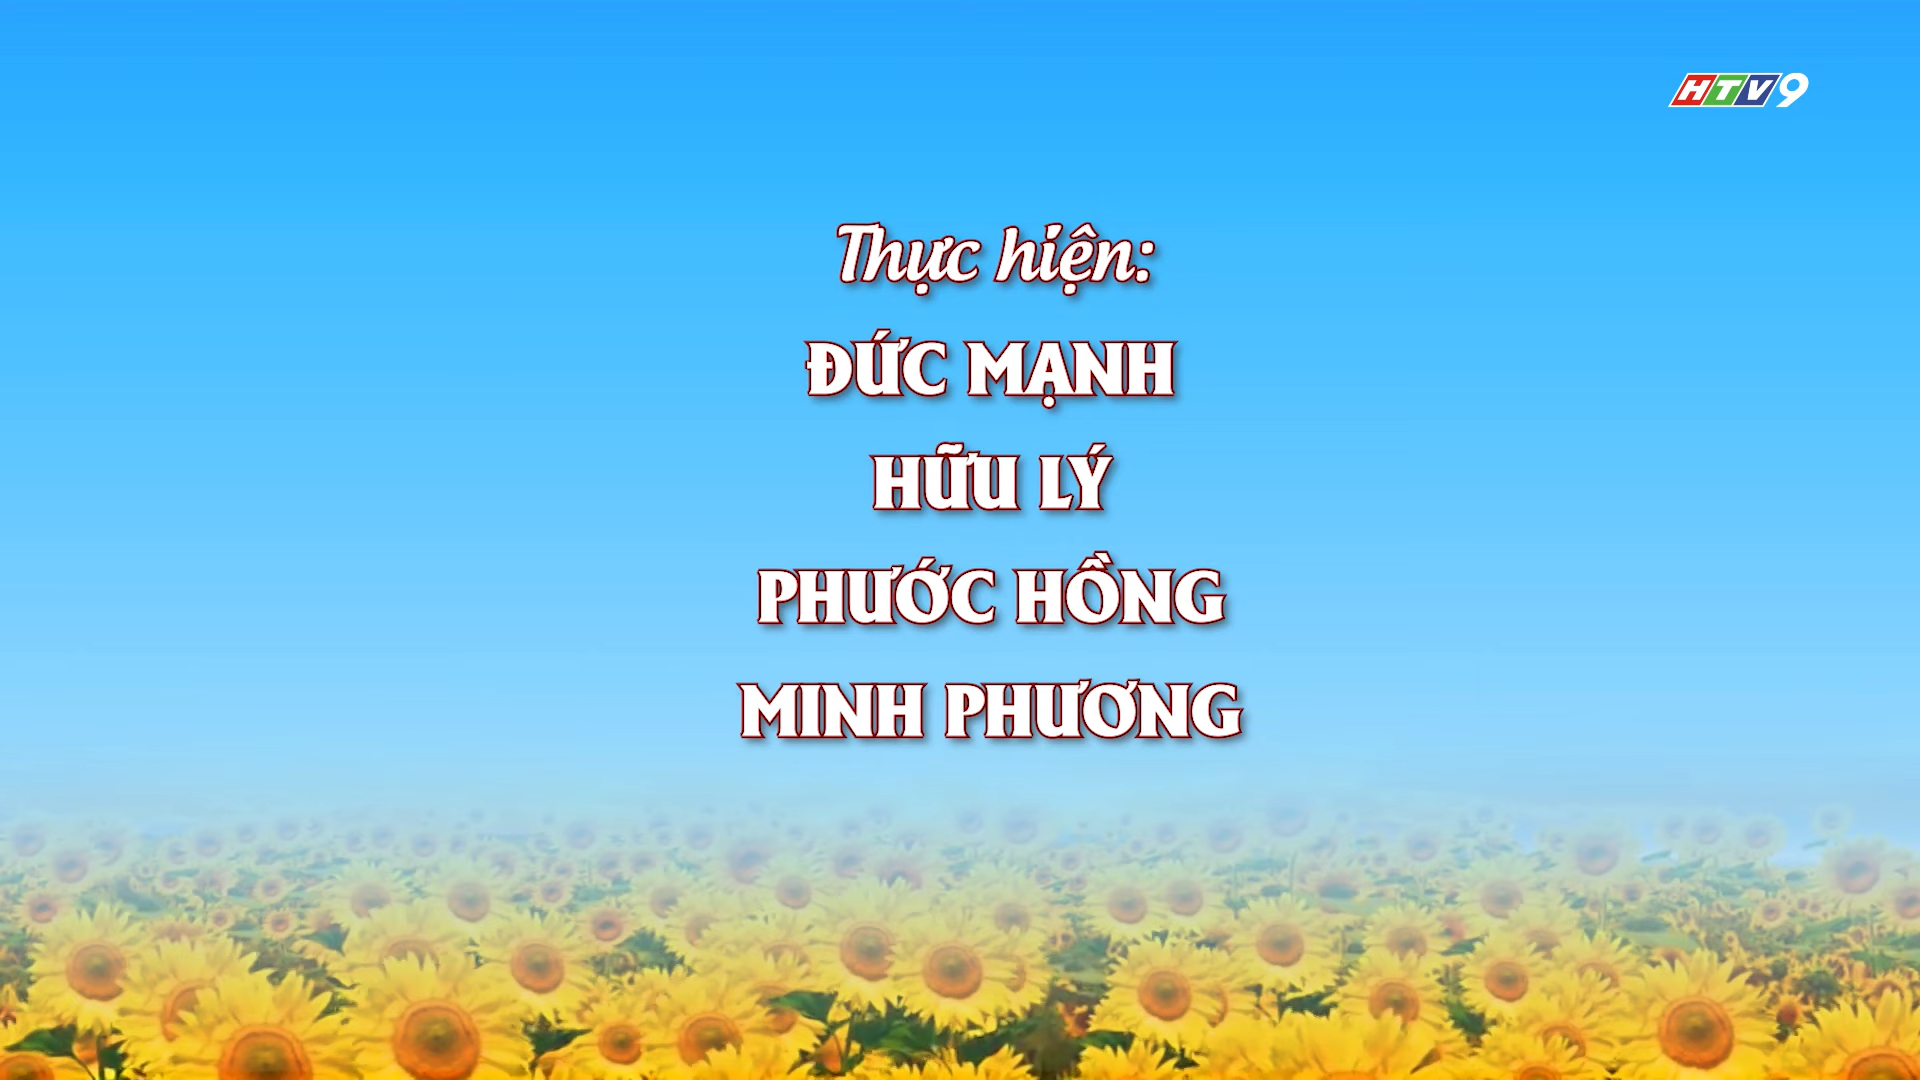 HTV9
Thực hiện:
ĐỨC MẠNH
HỮU LÝ
PHƯỚC HỒNG
MINH PHƯƠNG